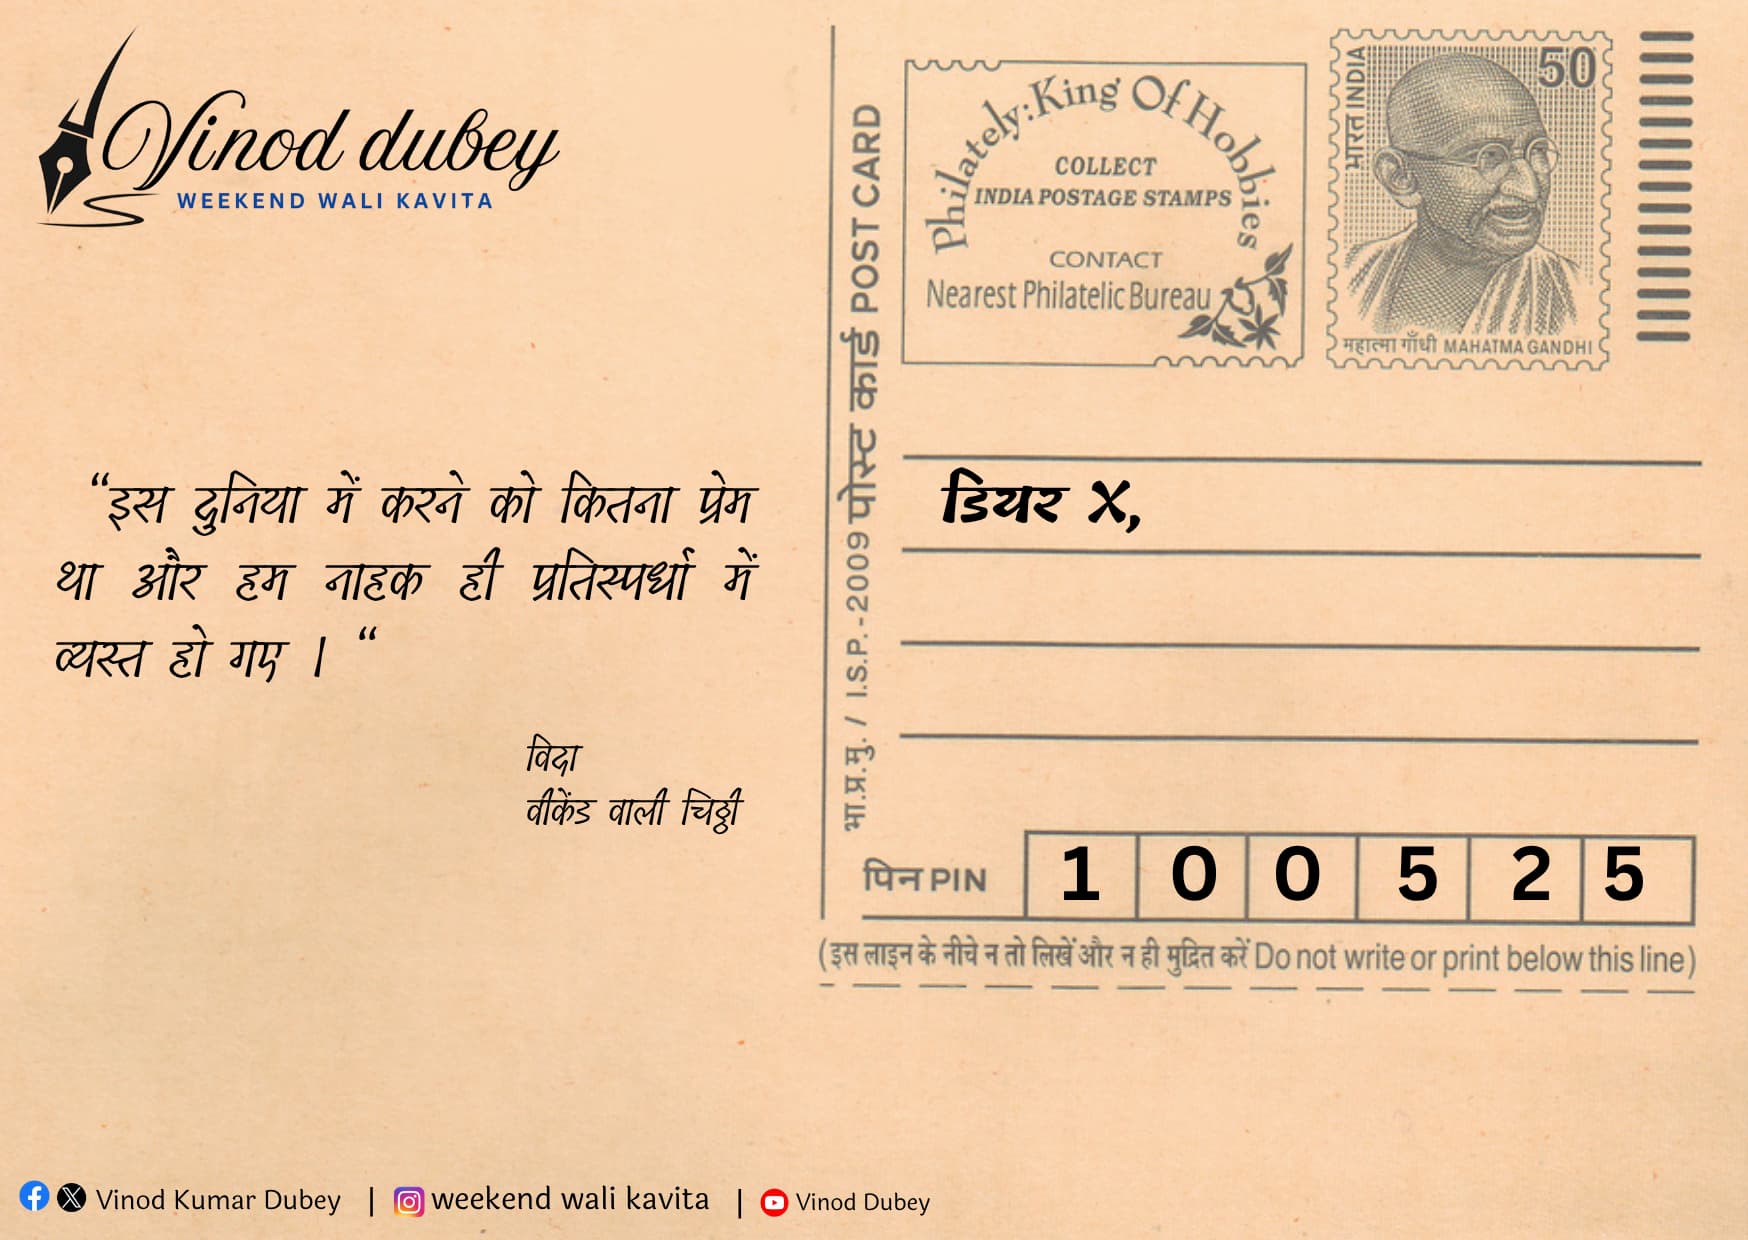 Vinod dubey
WEEKEND WALI KAVITA
“इस दुनिया में करने को कितना प्रेम
था और हम नाहक ही प्रतिस्पर्धा में
व्यस्त हो गए । “
विदा
वीकेंड वाली चिठ्ठी
भा.प्र.मु. / I.S.P.-2009 पोस्ट कार्ड POST CARD
Philately:King Of Hobbies
COLLECT
INDIA POSTAGE STAMPS
CONTACT
Nearest Philatelic Bureau
भारत INDIA
50
महात्मा गाँधी MAHATMA GANDHI
डियर X,
पिन PIN 1 0 0 5 2 5
(इस लाइन के नीचे न तो लिखें और न ही मुद्रित करें Do not write or print below this line)
Vinod Kumar Dubey | weekend wali kavita | Vinod Dubey